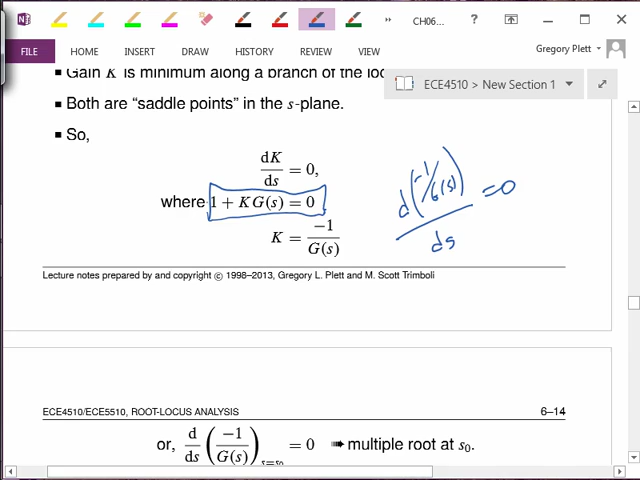 CH06...
FILE HOME INSERT DRAW HISTORY REVIEW VIEW Gregory Plett
ECE4510 > New Section 1
▪ Gain K is minimum along a branch of the loc
▪ Both are “saddle points” in the s-plane.
▪ So,
dK/ds = 0,
where 1 + KG(s) = 0
K = -1/G(s)
d(-1/G(s))/ds = 0
Lecture notes prepared by and copyright © 1998–2013, Gregory L. Plett and M. Scott Trimboli
ECE4510/ECE5510, ROOT-LOCUS ANALYSIS 6–14
or, d/ds (-1/G(s)) s=s₀ = 0 ➠ multiple root at s₀.